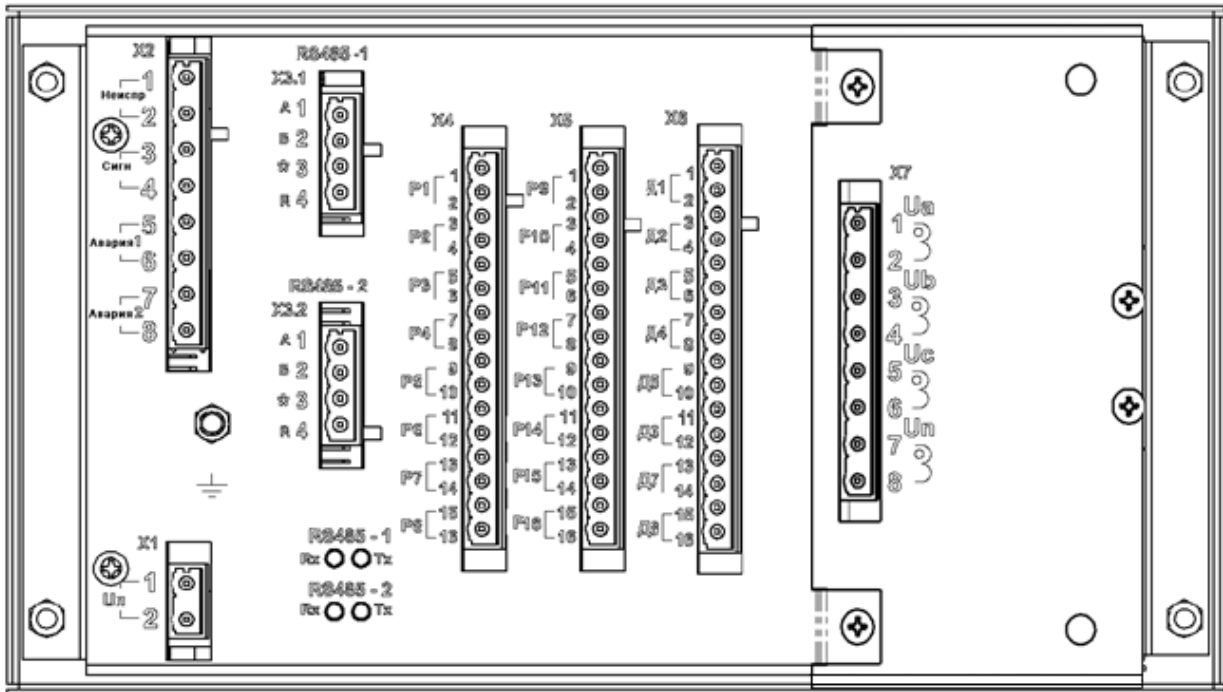 X2
1
Неиспр
2
3
Сигн
4
5
Авария1
6
7
Авария2
8
X1
1
Uп
2
RS485 -1
X3.1
A 1
B 2
☆ 3
R 4
RS485 - 2
X3.2
A 1
B 2
☆ 3
R 4
RS485 - 1
Rx Tx
RS485 - 2
Rx Tx
X4
P1 1
2
P2 3
4
P3 5
6
P4 7
8
P5 9
10
P6 11
12
P7 13
14
P8 15
16
X5
P9 1
2
P10 3
4
P11 5
6
P12 7
8
P13 9
10
P14 11
12
P15 13
14
P16 15
16
X6
Д1 1
2
Д2 3
4
Д3 5
6
Д4 7
8
Д5 9
10
Д6 11
12
Д7 13
14
Д8 15
16
X7
Ua
1
2
Ub
3
4
Uc
5
6
Un
7
8